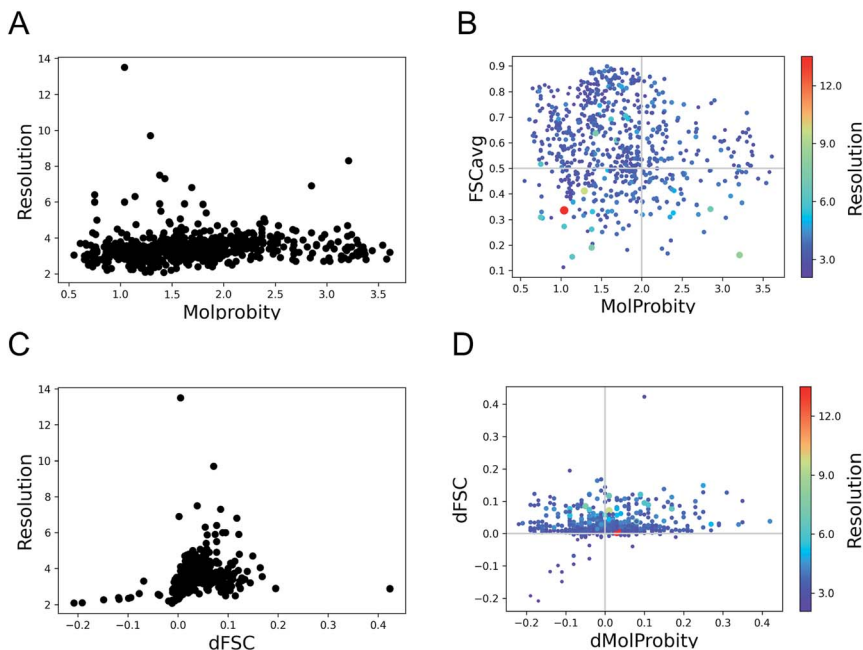 A
14
12
10
8
6
4
2
Resolution
0.5 1.0 1.5 2.0 2.5 3.0 3.5
Molprobity
B
0.9
0.8
0.7
0.6
0.5
0.4
0.3
0.2
0.1
FSCavg
0.5 1.0 1.5 2.0 2.5 3.0 3.5
MolProbity
12.0
9.0
6.0
3.0
Resolution
C
14
12
10
8
6
4
2
Resolution
−0.2 −0.1 0.0 0.1 0.2 0.3 0.4
dFSC
D
0.4
0.3
0.2
0.1
0.0
−0.1
−0.2
dFSC
−0.2 −0.1 0.0 0.1 0.2 0.3 0.4
dMolProbity
12.0
9.0
6.0
3.0
Resolution